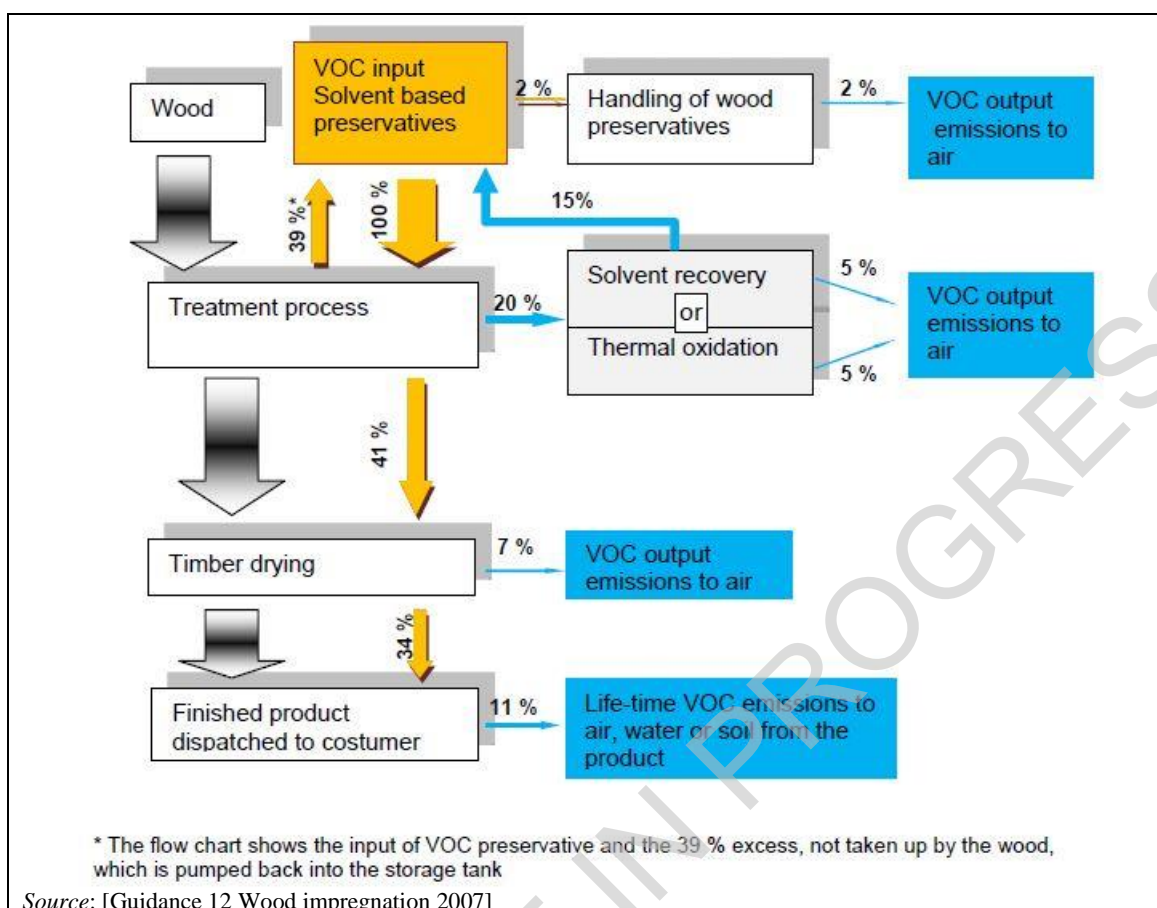 VOC input
Solvent based
preservatives
Wood
2 %
Handling of wood
preservatives
2 %
VOC output
emissions to
air
39 %*
100 %
15%
Treatment process
20 %
Solvent recovery
or
Thermal oxidation
5 %
5 %
VOC output
emissions to
air
41 %
Timber drying
7 %
VOC output
emissions to air
34 %
Finished product
dispatched to costumer
11 %
Life-time VOC emissions to
air, water or soil from the
product
* The flow chart shows the input of VOC preservative and the 39 % excess, not taken up by the wood,
which is pumped back into the storage tank
Source: [Guidance 12 Wood impregnation 2007]
IN PROGRESS